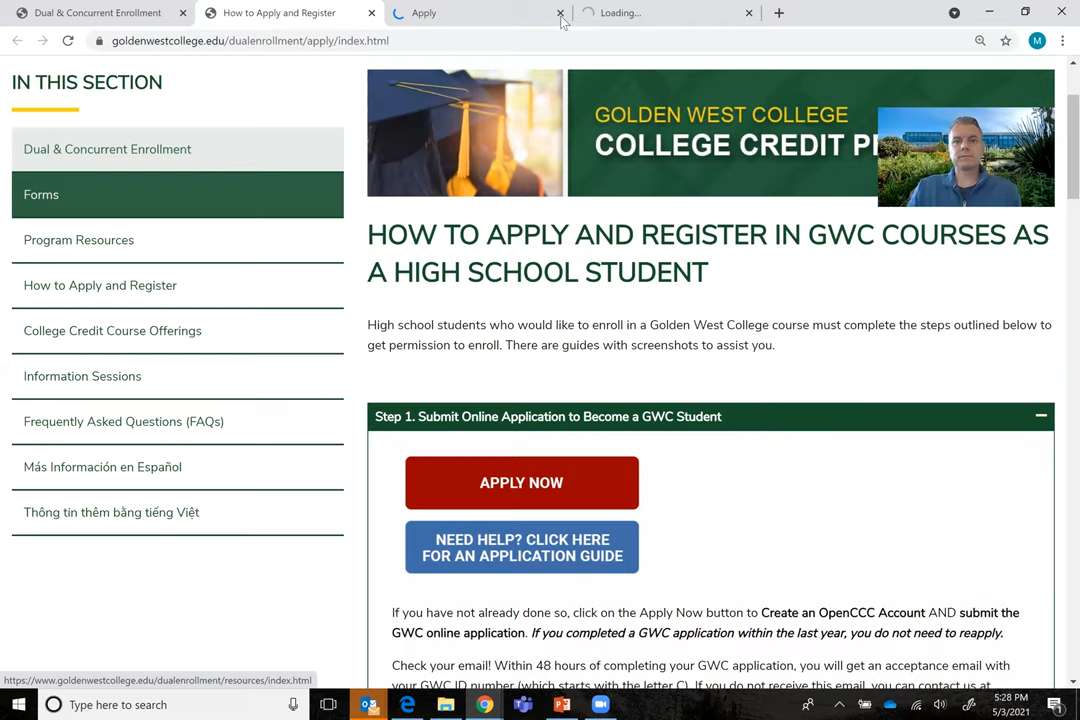 Dual & Concurrent Enrollment
How to Apply and Register
Apply
Loading...
goldenwestcollege.edu/dualenrollment/apply/index.html
M
IN THIS SECTION
Dual & Concurrent Enrollment
Forms
Program Resources
How to Apply and Register
College Credit Course Offerings
Information Sessions
Frequently Asked Questions (FAQs)
Más Información en Español
Thông tin thêm bằng tiếng Việt
GOLDEN WEST COLLEGE
COLLEGE CREDIT P
HOW TO APPLY AND REGISTER IN GWC COURSES AS
A HIGH SCHOOL STUDENT
High school students who would like to enroll in a Golden West College course must complete the steps outlined below to
get permission to enroll. There are guides with screenshots to assist you.
Step 1. Submit Online Application to Become a GWC Student
APPLY NOW
NEED HELP? CLICK HERE
FOR AN APPLICATION GUIDE
If you have not already done so, click on the Apply Now button to Create an OpenCCC Account AND submit the
GWC online application. If you completed a GWC application within the last year, you do not need to reapply.
Check your email! Within 48 hours of completing your GWC application, you will get an acceptance email with
your GWC ID number (which starts with the letter C). If you do not receive this email, you can contact us at
https://www.goldenwestcollege.edu/dualenrollment/resources/index.html
Type here to search
5:28 PM
5/3/2021